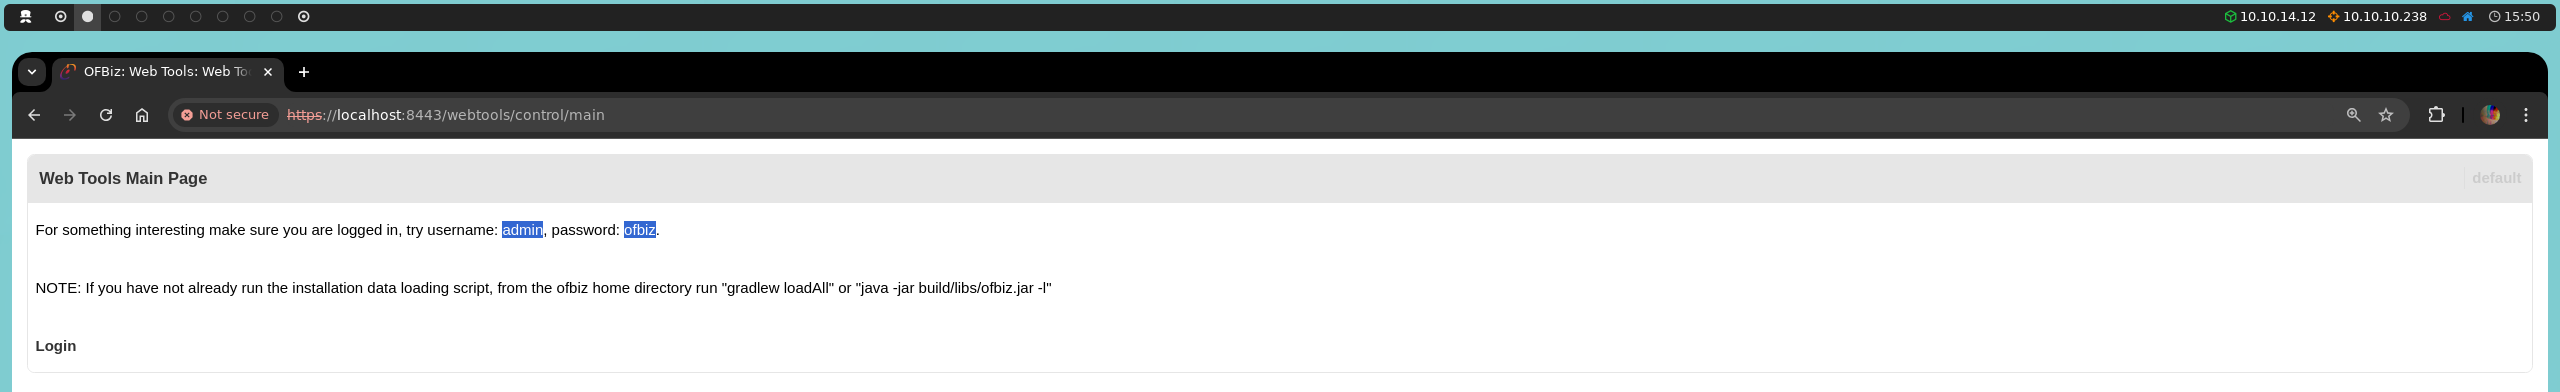 10.10.14.12 10.10.10.238 15:50
OFBiz: Web Tools: Web Too
Not secure https://localhost:8443/webtools/control/main
Web Tools Main Page default
For something interesting make sure you are logged in, try username: admin, password: ofbiz.
NOTE: If you have not already run the installation data loading script, from the ofbiz home directory run "gradlew loadAll" or "java -jar build/libs/ofbiz.jar -l"
Login